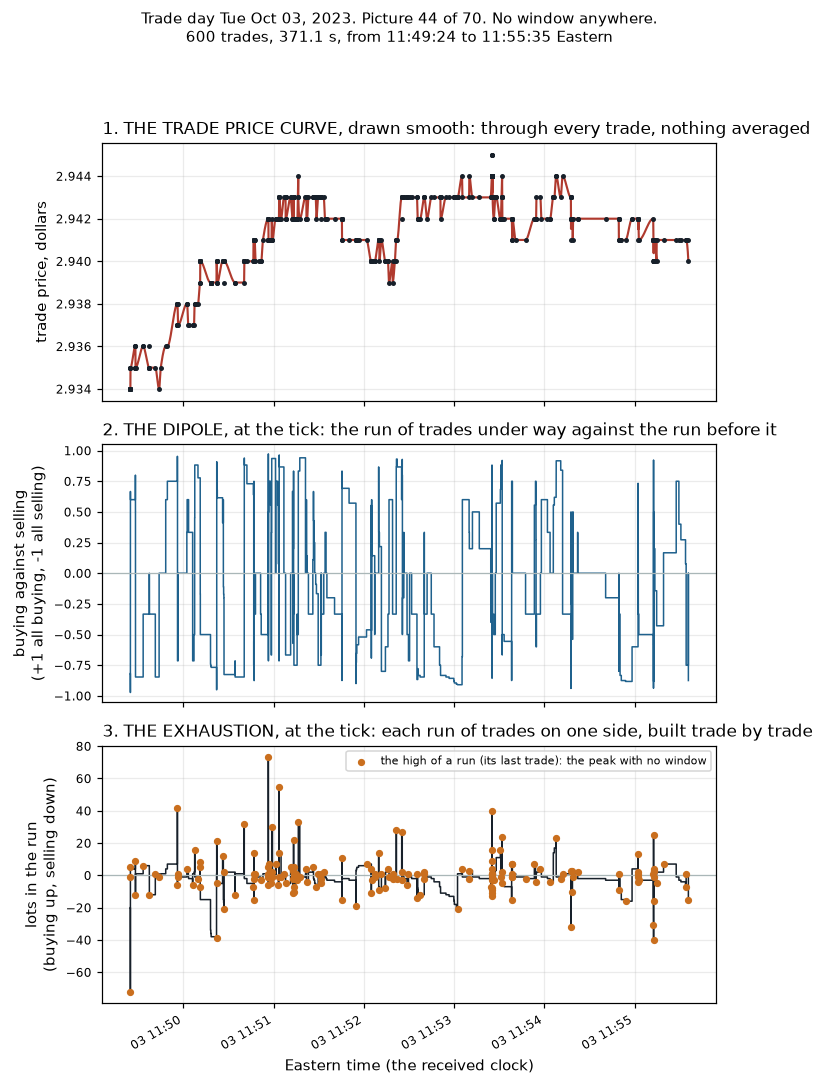 Trade day Tue Oct 03, 2023. Picture 44 of 70. No window anywhere.
600 trades, 371.1 s, from 11:49:24 to 11:55:35 Eastern
1. THE TRADE PRICE CURVE, drawn smooth: through every trade, nothing averaged
trade price, dollars
2.944
2.942
2.940
2.938
2.936
2.934
2. THE DIPOLE, at the tick: the run of trades under way against the run before it
buying against selling
(+1 all buying, -1 all selling)
1.00
0.75
0.50
0.25
0.00
−0.25
−0.50
−0.75
−1.00
3. THE EXHAUSTION, at the tick: each run of trades on one side, built trade by trade
the high of a run (its last trade): the peak with no window
lots in the run
(buying up, selling down)
80
60
40
20
0
−20
−40
−60
03 11:50
03 11:51
03 11:52
03 11:53
03 11:54
03 11:55
Eastern time (the received clock)